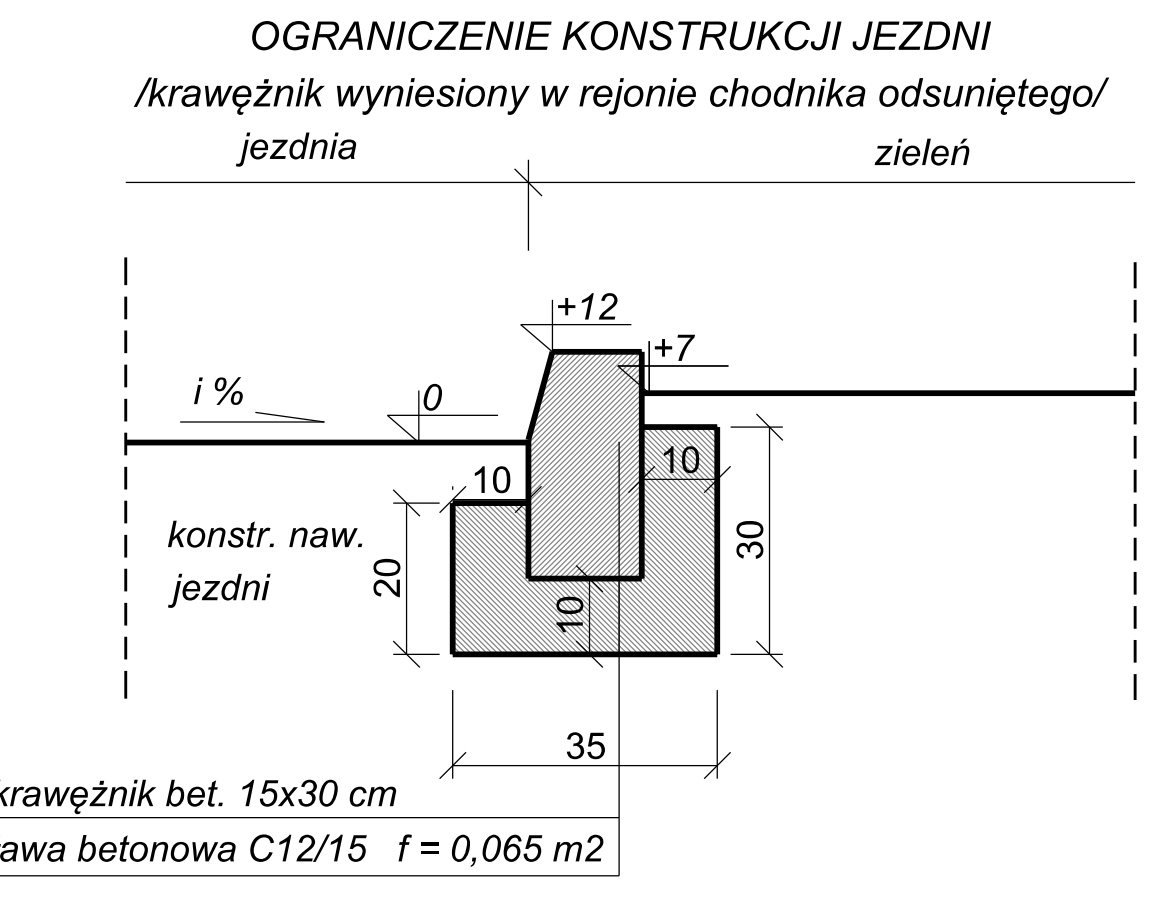 OGRANICZENIE KONSTRUKCJI JEZDNI
/krawężnik wyniesiony w rejonie chodnika odsuniętego/
jezdnia
zieleń
+12
+7
i %
0
10
10
konstr. naw.
jezdni
20
30
10
35
krawężnik bet. 15x30 cm
betonowa C12/15 f = 0,065 m2